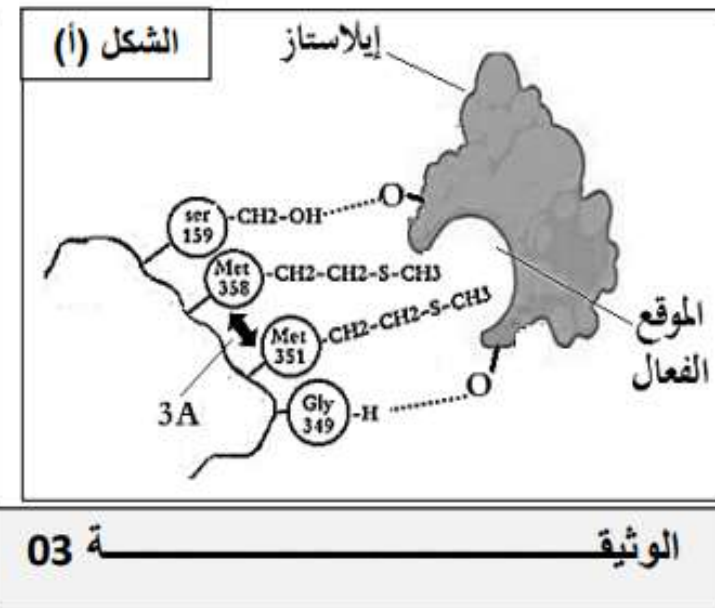 الشكل (أ)
إيلاستاز
ser 159 -CH2-OH O
Met 358 -CH2-CH2-S-CH3
Met 351 -CH2-CH2-S-CH3
3A
Gly 349 -H O
الموقع
الفعال
الوثيقـــــــــــــــــــة 03